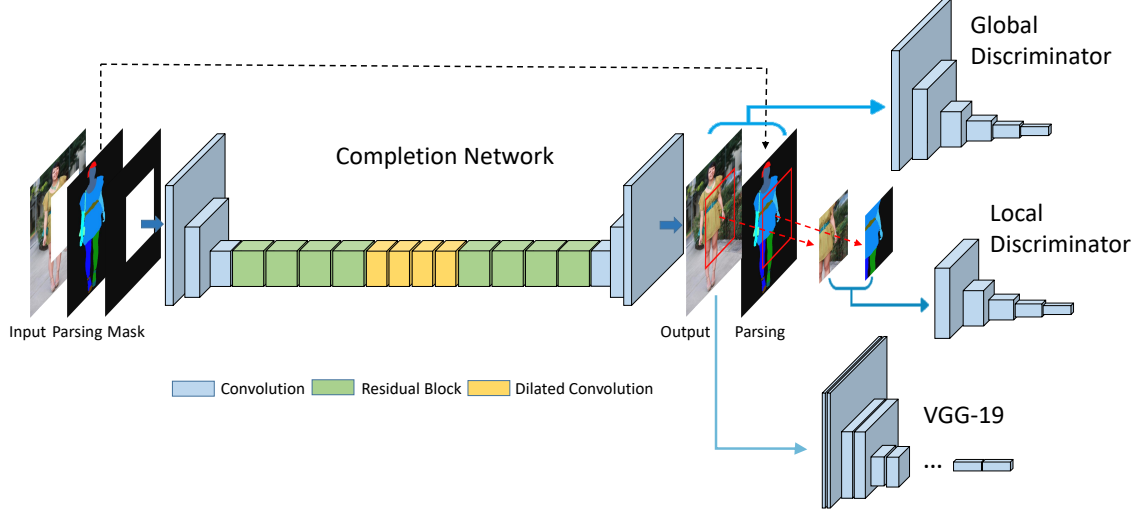 Global
Discriminator
Completion Network
Local
Discriminator
Input Parsing Mask
Output Parsing
Convolution Residual Block Dilated Convolution
VGG-19
...